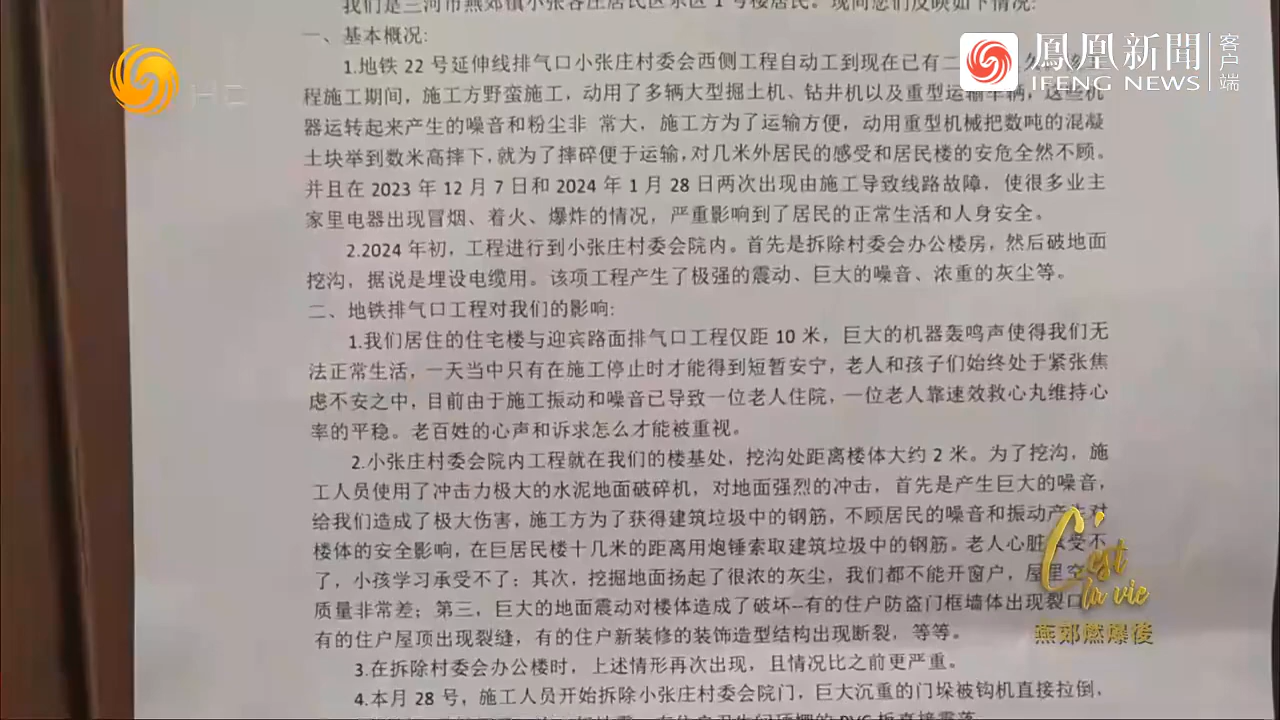 我们是三河市燕郊镇小张各庄居民区东区 1 号楼居民。现向您们反映如下情况:
一、基本概况:
1.地铁 22 号延伸线排气口小张庄村委会西侧工程自动工到现在已有二
程施工期间，施工方野蛮施工，动用了多辆大型掘土机、钻井机以及重型运输车辆，这些机
器运转起来产生的噪音和粉尘非 常大，施工方为了运输方便，动用重型机械把数吨的混凝
土块举到数米高摔下，就为了摔碎便于运输，对几米外居民的感受和居民楼的安危全然不顾。
并且在 2023 年 12 月 7 日和 2024 年 1 月 28 日两次出现由施工导致线路故障，使很多业主
家里电器出现冒烟、着火、爆炸的情况，严重影响到了居民的正常生活和人身安全。
2.2024 年初，工程进行到小张庄村委会院内。首先是拆除村委会办公楼房，然后破地面
挖沟，据说是埋设电缆用。该项工程产生了极强的震动、巨大的噪音、浓重的灰尘等。
二、地铁排气口工程对我们的影响:
1.我们居住的住宅楼与迎宾路面排气口工程仅距 10 米，巨大的机器轰鸣声使得我们无
法正常生活，一天当中只有在施工停止时才能得到短暂安宁，老人和孩子们始终处于紧张焦
虑不安之中，目前由于施工振动和噪音已导致一位老人住院，一位老人靠速效救心丸维持心
率的平稳。老百姓的心声和诉求怎么才能被重视。
2.小张庄村委会院内工程就在我们的楼基处，挖沟处距离楼体大约 2 米。为了挖沟，施
工人员使用了冲击力极大的水泥地面破碎机，对地面强烈的冲击，首先是产生巨大的噪音，
给我们造成了极大伤害，施工方为了获得建筑垃圾中的钢筋，不顾居民的噪音和振动产生对
楼体的安全影响，在巨居民楼十几米的距离用炮锤索取建筑垃圾中的钢筋。老人心脏承受不
了，小孩学习承受不了；其次，挖掘地面扬起了很浓的灰尘，我们都不能开窗户，屋里空
质量非常差；第三，巨大的地面震动对楼体造成了破坏--有的住户防盗门框墙体出现裂口
有的住户屋顶出现裂缝，有的住户新装修的装饰造型结构出现断裂，等等。
3.在拆除村委会办公楼时，上述情形再次出现，且情况比之前更严重。
4.本月 28 号，施工人员开始拆除小张庄村委会院门，巨大沉重的门垛被钩机直接拉倒，
HD
鳳凰新聞 客户端
IFENG NEWS
C'est
la vie
燕郊燃爆後